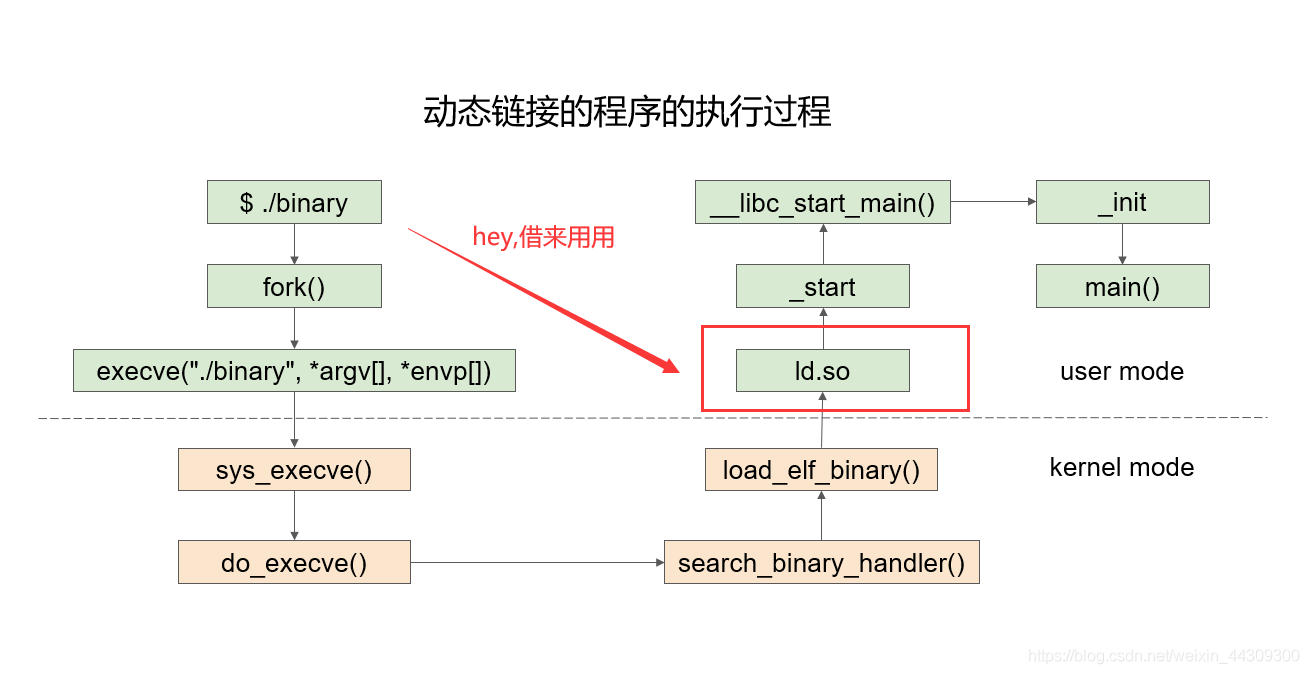 动态链接的程序的执行过程
$ ./binary
fork()
execve("./binary", *argv[], *envp[])
sys_execve()
do_execve()
search_binary_handler()
load_elf_binary()
ld.so
_start
__libc_start_main()
_init
main()
hey,借来用用
user mode
kernel mode
https://blog.csdn.net/weixin_44309300